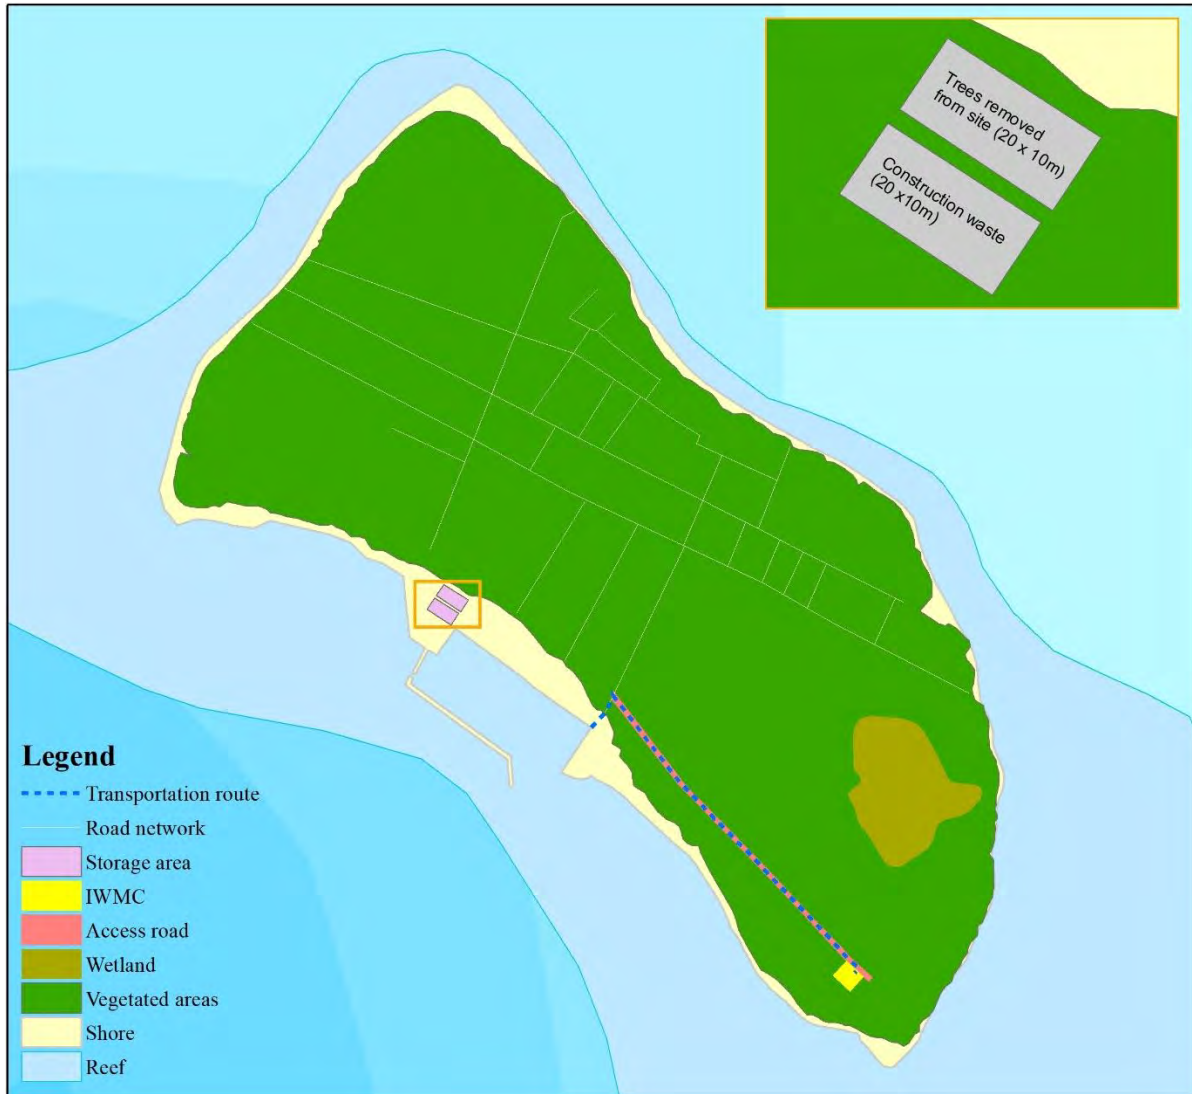 Trees removed
from site (20 x 10m)
Construction waste
(20 x10m)
Legend
Transportation route
Road network
Storage area
IWMC
Access road
Wetland
Vegetated areas
Shore
Reef